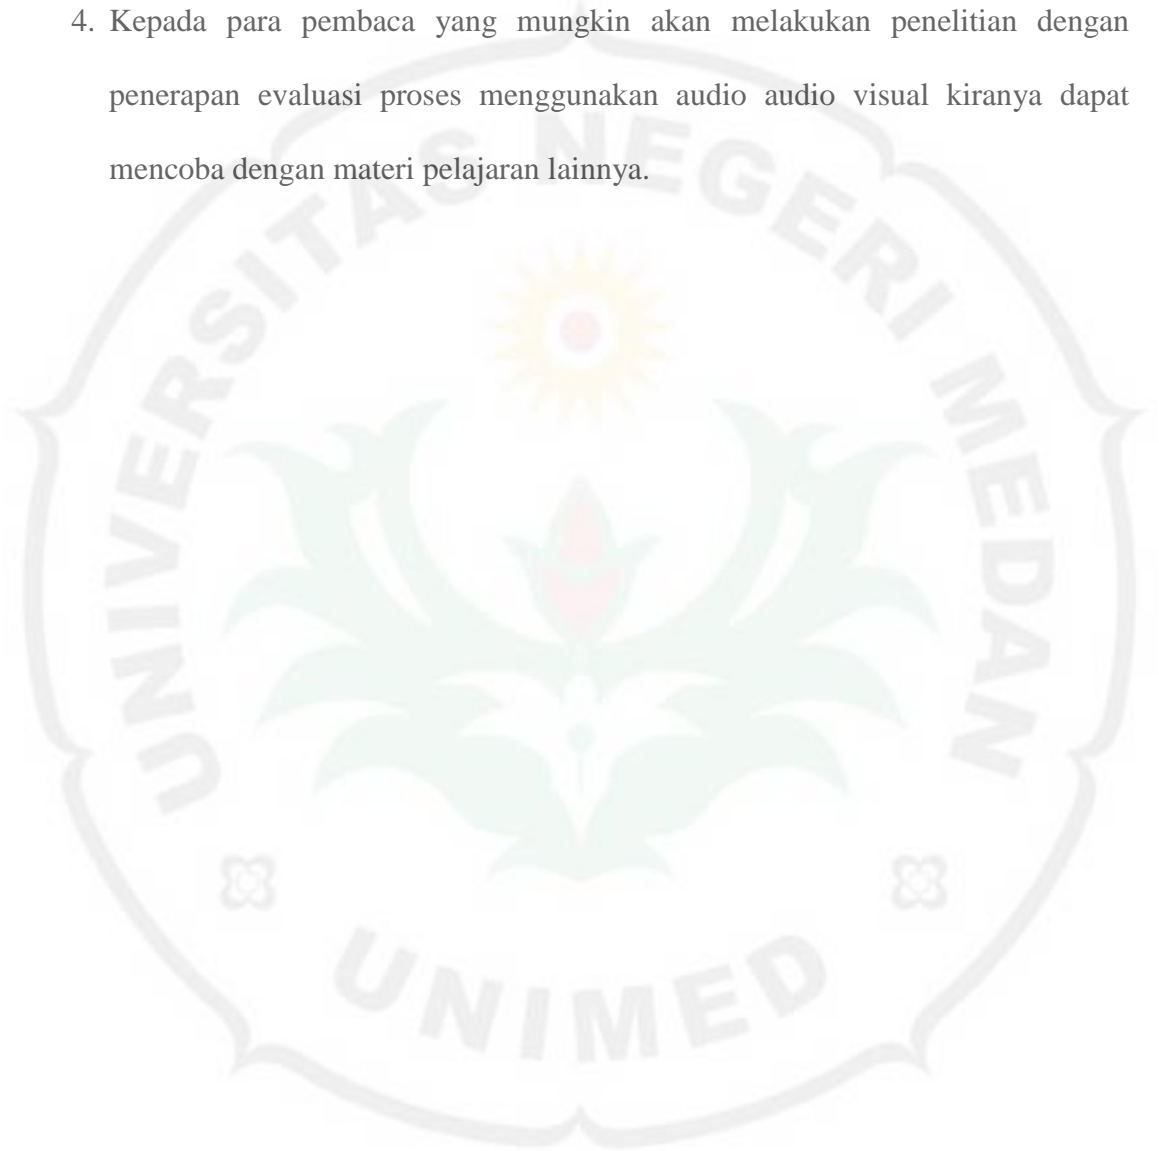 4. Kepada para pembaca yang mungkin akan melakukan penelitian dengan
penerapan evaluasi proses menggunakan audio audio visual kiranya dapat
mencoba dengan materi pelajaran lainnya.
UNIVERSITAS NEGERI MEDAN
UNIMED